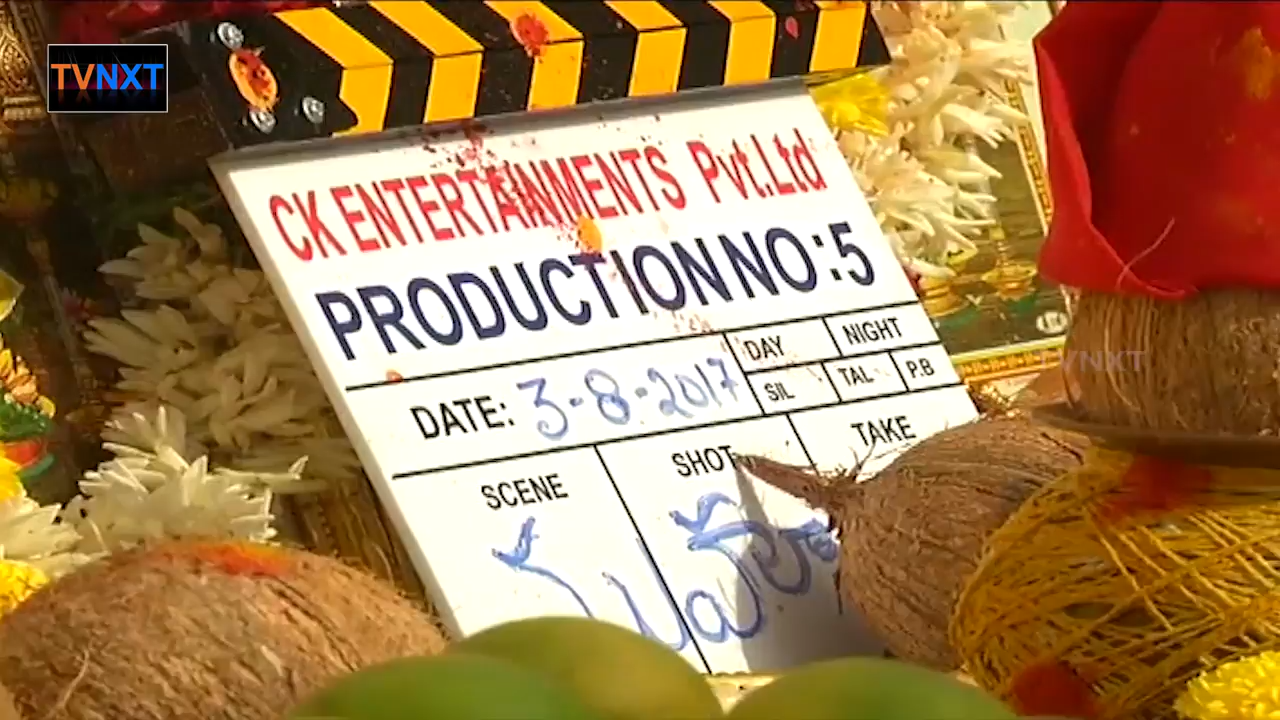 TVNXT
CK ENTERTAINMENTS Pvt.Ltd
PRODUCTION NO:5
DATE: 3-8-2017
DAY NIGHT
SIL TAL P.B
SCENE SHOT TAKE
TVNXT